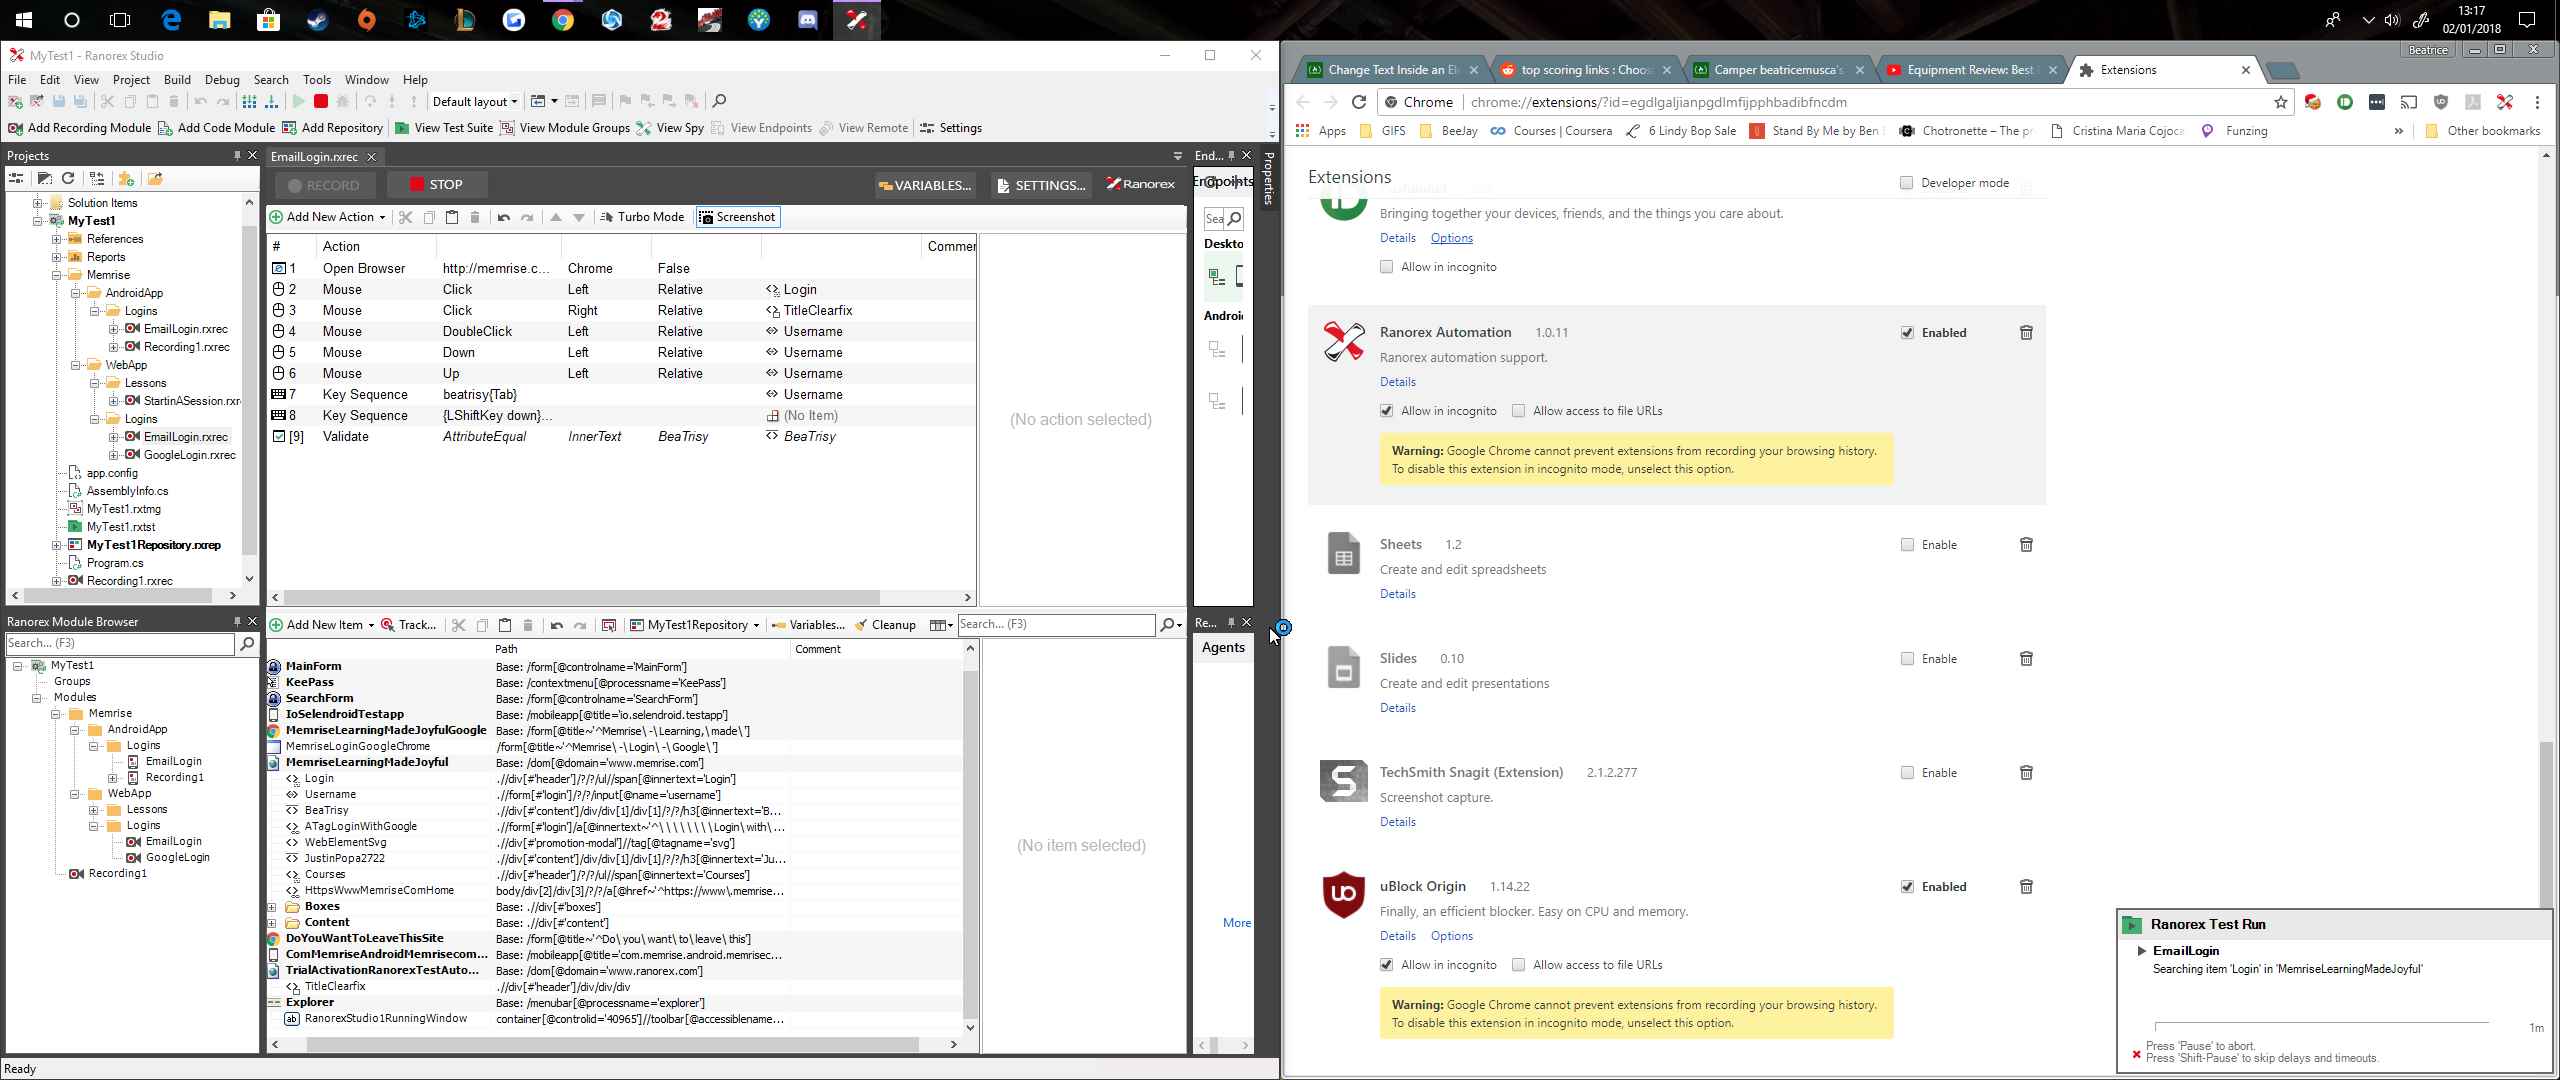 13:17
02/01/2018
MyTest1 - Ranorex Studio
File Edit View Project Build Debug Search Tools Window Help
Default layout
Add Recording Module Add Code Module Add Repository View Test Suite View Module Groups View Spy View Endpoints View Remote Settings
Projects
Solution Items
MyTest1
References
Reports
Memrise
AndroidApp
Logins
EmailLogin.rxrec
Recording1.rxrec
WebApp
Lessons
StartinASession.rxr
Logins
EmailLogin.rxrec
GoogleLogin.rxrec
app.config
AssemblyInfo.cs
MyTest1.rxtmg
MyTest1.rxtst
MyTest1Repository.rxrep
Program.cs
Recording1.rxrec
Ranorex Module Browser
Search... (F3)
MyTest1
Groups
Modules
Memrise
AndroidApp
Logins
EmailLogin
Recording1
WebApp
Lessons
Logins
EmailLogin
GoogleLogin
Recording1
Ready
EmailLogin.rxrec
RECORD STOP VARIABLES... SETTINGS... Ranorex
Add New Action Turbo Mode Screenshot
# Action Commer
1 Open Browser http://memrise.c... Chrome False
2 Mouse Click Left Relative Login
3 Mouse Click Right Relative TitleClearfix
4 Mouse DoubleClick Left Relative Username
5 Mouse Down Left Relative Username
6 Mouse Up Left Relative Username
7 Key Sequence beatrisy{Tab} Username
8 Key Sequence {LShiftKey down}... (No Item)
[9] Validate AttributeEqual InnerText BeaTrisy BeaTrisy
(No action selected)
Add New Item Track... MyTest1Repository Variables... Cleanup Search... (F3)
Path Comment
MainForm Base: /form[@controlname='MainForm']
KeePass Base: /contextmenu[@processname='KeePass']
SearchForm Base: /form[@controlname='SearchForm']
IoSelendroidTestapp Base: /mobileapp[@title='io.selendroid.testapp']
MemriseLearningMadeJoyfulGoogle Base: /form[@title~'^Memrise\ -\ Learning,\ made\ ']
MemriseLoginGoogleChrome /form[@title~'^Memrise\ -\ Login\ -\ Google\ ']
MemriseLearningMadeJoyful Base: /dom[@domain='www.memrise.com']
Login .//div[#'header']/?/?/ul//span[@innertext='Login']
Username .//form[#'login']/?/?/input[@name='username']
BeaTrisy .//div[#'content']/div/div[1]/div[1]/?/?/h3[@innertext='B...
ATagLoginWithGoogle .//form[#'login']/a[@innertext~'^\ \ \ \ \ \ \ \ Login\ with\ ...
WebElementSvg .//div[#'promotion-modal']//tag[@tagname='svg']
JustinPopa2722 .//div[#'content']/div/div[1]/div[1]/?/?/h3[@innertext='Ju...
Courses .//div[#'header']/?/?/ul//span[@innertext='Courses']
HttpsWwwMemriseComHome body/div[2]/div[3]/?/?/a[@href~'^https://www\.memrise...
Boxes Base: .//div[#'boxes']
Content Base: .//div[#'content']
DoYouWantToLeaveThisSite Base: /form[@title~'^Do\ you\ want\ to\ leave\ this']
ComMemriseAndroidMemrisecom... Base: /mobileapp[@title='com.memrise.android.memrisec...
TrialActivationRanorexTestAuto... Base: /dom[@domain='www.ranorex.com']
TitleClearfix .//div[#'header']/div/div/div
Explorer Base: /menubar[@processname='explorer']
RanorexStudio1RunningWindow container[@controlid='40965']//toolbar[@accessiblename...
(No item selected)
End...
Endpoints
Sea
Deskto
Androi
Properties
Re...
Agents
More
Beatrice
Change Text Inside an El top scoring links : Choos Camper beatricemusca's Equipment Review: Best Extensions
Chrome chrome://extensions/?id=egdlgaljianpgdlmfijpphbadibfncdm
Apps GIFS BeeJay Courses | Coursera 6 Lindy Bop Sale Stand By Me by Ben Chotronette – The pr Cristina Maria Cojoca Funzing » Other bookmarks
Extensions
Developer mode
Bringing together your devices, friends, and the things you care about.
Details Options
Allow in incognito
Ranorex Automation 1.0.11 Enabled
Ranorex automation support.
Details
Allow in incognito Allow access to file URLs
Warning: Google Chrome cannot prevent extensions from recording your browsing history.
To disable this extension in incognito mode, unselect this option.
Sheets 1.2 Enable
Create and edit spreadsheets
Details
Slides 0.10 Enable
Create and edit presentations
Details
TechSmith Snagit (Extension) 2.1.2.277 Enable
Screenshot capture.
Details
uBlock Origin 1.14.22 Enabled
Finally, an efficient blocker. Easy on CPU and memory.
Details Options
Allow in incognito Allow access to file URLs
Warning: Google Chrome cannot prevent extensions from recording your browsing history.
To disable this extension in incognito mode, unselect this option.
Ranorex Test Run
EmailLogin
Searching item 'Login' in 'MemriseLearningMadeJoyful'
1m
Press 'Pause' to abort.
Press 'Shift-Pause' to skip delays and timeouts.